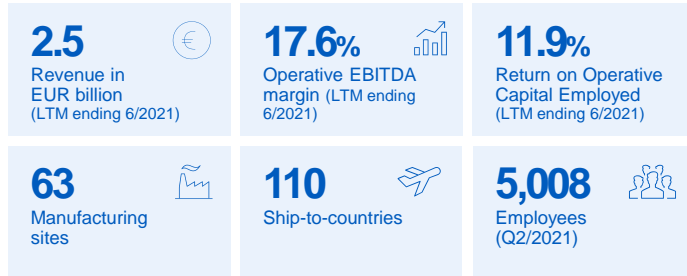 2.5
Revenue in
EUR billion
(LTM ending 6/2021)
17.6%
Operative EBITDA
margin (LTM ending
6/2021)
11.9%
Return on Operative
Capital Employed
(LTM ending 6/2021)
63
Manufacturing
sites
110
Ship-to-countries
5,008
Employees
(Q2/2021)